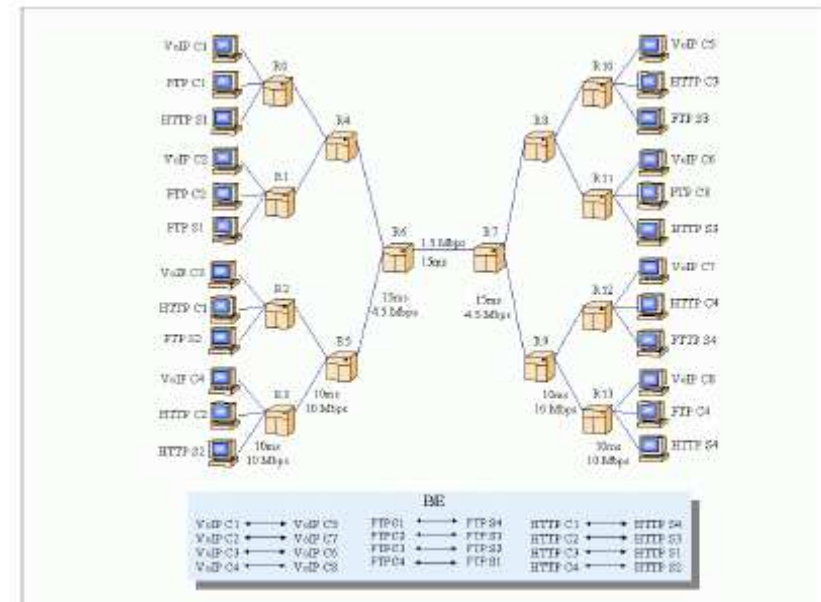 VoIP C1
FTP C1
HTTP S1
VoIP C2
FTP C2
FTP S1
VoIP C3
HTTP C1
FTP S2
VoIP C4
HTTP C2
HTTP S2
R0
R1
R2
R3
R4
R5
10ms
10 Mbps
10ms
10 Mbps
R6
1.5 Mbps
15ms
R7
15ms
4.5 Mbps
15ms
4.5 Mbps
R8
R9
10ms
10 Mbps
R10
R11
R12
R13
10ms
10 Mbps
VoIP C5
HTTP C3
FTP S3
VoIP C6
FTP C3
HTTP S3
VoIP C7
HTTP C4
FTP S4
VoIP C8
FTP C4
HTTP S4
BE
VoIP C1 VoIP C5 FTP C1 FTP S4 HTTP C1 HTTP S4
VoIP C2 VoIP C7 FTP C2 FTP S3 HTTP C2 HTTP S3
VoIP C3 VoIP C6 FTP C3 FTP S2 HTTP C3 HTTP S1
VoIP C4 VoIP C8 FTP C4 FTP S1 HTTP C4 HTTP S2